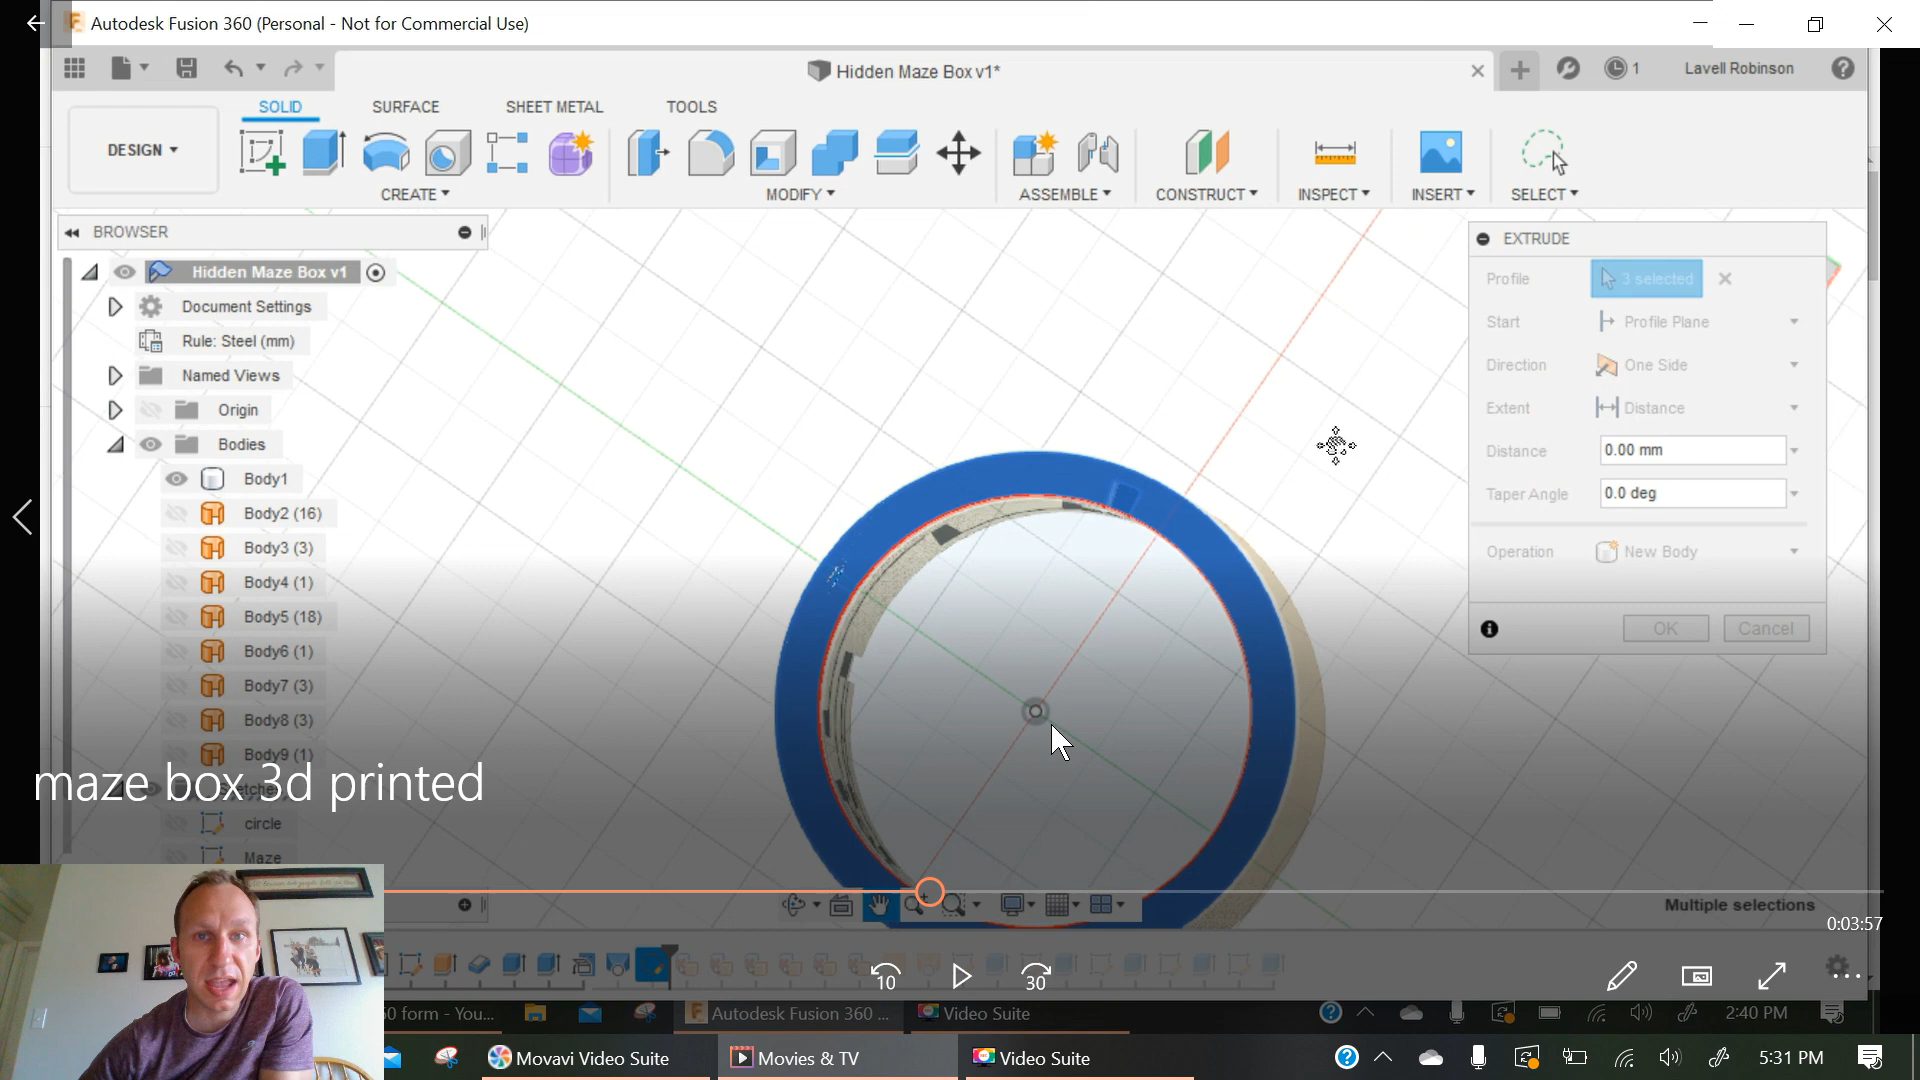 Autodesk Fusion 360 (Personal - Not for Commercial Use)
Hidden Maze Box v1*
1
Lavell Robinson
DESIGN
SOLID
SURFACE
SHEET METAL
TOOLS
CREATE
MODIFY
ASSEMBLE
CONSTRUCT
INSPECT
INSERT
SELECT
BROWSER
Hidden Maze Box v1
Document Settings
Rule: Steel (mm)
Named Views
Origin
Bodies
Body1
Body2 (16)
Body3 (3)
Body4 (1)
Body5 (18)
Body6 (1)
Body7 (3)
Body8 (3)
Body9 (1)
Sketches
circle
Maze
EXTRUDE
Profile 3 selected
Start Profile Plane
Direction One Side
Extent Distance
Distance 0.00 mm
Taper Angle 0.0 deg
Operation New Body
OK Cancel
maze box 3d printed
Multiple selections
0:03:57
10
30
60 form - You...
Autodesk Fusion 360 ...
Video Suite
2:40 PM
Movavi Video Suite
Movies & TV
Video Suite
5:31 PM